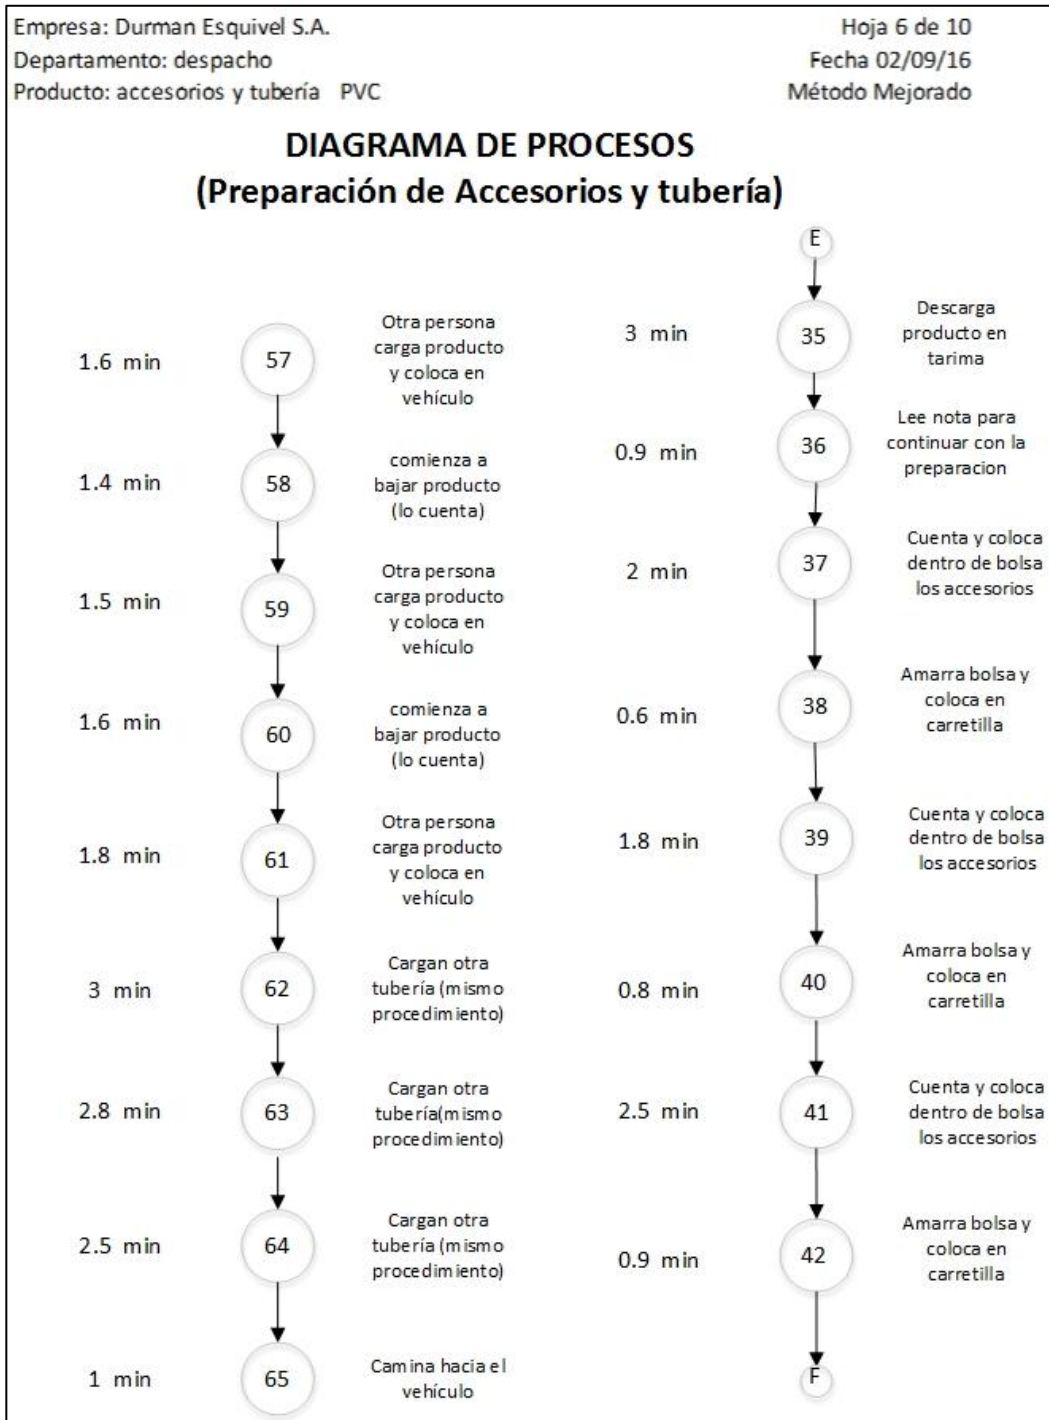 Empresa: Durman Esquivel S.A.
Hoja 6 de 10
Departamento: despacho
Fecha 02/09/16
Producto: accesorios y tubería PVC
Método Mejorado
DIAGRAMA DE PROCESOS
(Preparación de Accesorios y tubería)
1.6 min
57
Otra persona
carga producto
y coloca en
vehículo
1.4 min
58
comienza a
bajar producto
(lo cuenta)
1.5 min
59
Otra persona
carga producto
y coloca en
vehículo
1.6 min
60
comienza a
bajar producto
(lo cuenta)
1.8 min
61
Otra persona
carga producto
y coloca en
vehículo
3 min
62
Cargan otra
tubería (mismo
procedimiento)
2.8 min
63
Cargan otra
tubería(mismo
procedimiento)
2.5 min
64
Cargan otra
tubería (mismo
procedimiento)
1 min
65
Camina hacia el
vehículo
E
3 min
35
Descarga
producto en
tarima
0.9 min
36
Lee nota para
continuar con la
preparacion
2 min
37
Cuenta y coloca
dentro de bolsa
los accesorios
0.6 min
38
Amarra bolsa y
coloca en
carretilla
1.8 min
39
Cuenta y coloca
dentro de bolsa
los accesorios
0.8 min
40
Amarra bolsa y
coloca en
carretilla
2.5 min
41
Cuenta y coloca
dentro de bolsa
los accesorios
0.9 min
42
Amarra bolsa y
coloca en
carretilla
F